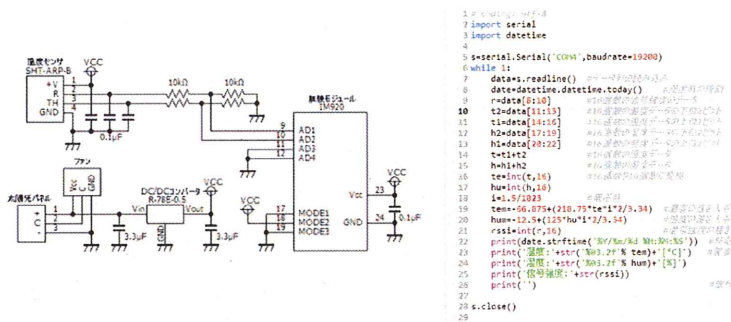 温度センサ
SHT-ARP-B
VCC
+V
R
TH
GND
1
2
3
4
0.1μF
10kΩ
10kΩ
無線モジュール
IM920
9
10
11
12
AD1
AD2
AD3
AD4
ファン
Vcc
C
GND
太陽光パネル
+
C
-
1
2
3
3.3μF
DC/DCコンバータ
R-78E-0.5
Vin
Vout
GND
VCC
3.3μF
VCC
17
18
19
MODE1
MODE2
MODE3
Vcc
23
VCC
GND
24
0.1μF
2 import serial
3 import datetime
4
5 s=serial.Serial("COM4",baudrate=19200)
6 while 1:
7 data=s.readline()
8 date=datetime.datetime.today()
9 r=data[8:10]
10 t2=data[11:13]
11 t1=data[14:16]
12 h2=data[17:19]
13 h1=data[20:22]
14 t=t1+t2
15 h=h1+h2
16 te=int(t,16)
17 hu=int(h,16)
18 i=1.5/1023
19 tem=-66.875+(218.75*te*i*2/3.34)
20 hum=-12.5+(125*hu*i*2/3.34)
21 rssi=int(r,16)
22 print(date.strftime('%Y/%m/%d %H:%M:%S'))
23 print('温度:'+str('%03.2f'% tem)+'[°C]')
24 print('湿度:'+str('%03.2f'% hum)+'[%]')
25 print('信号強度:'+str(rssi))
26 print('')
27
28 s.close()
29